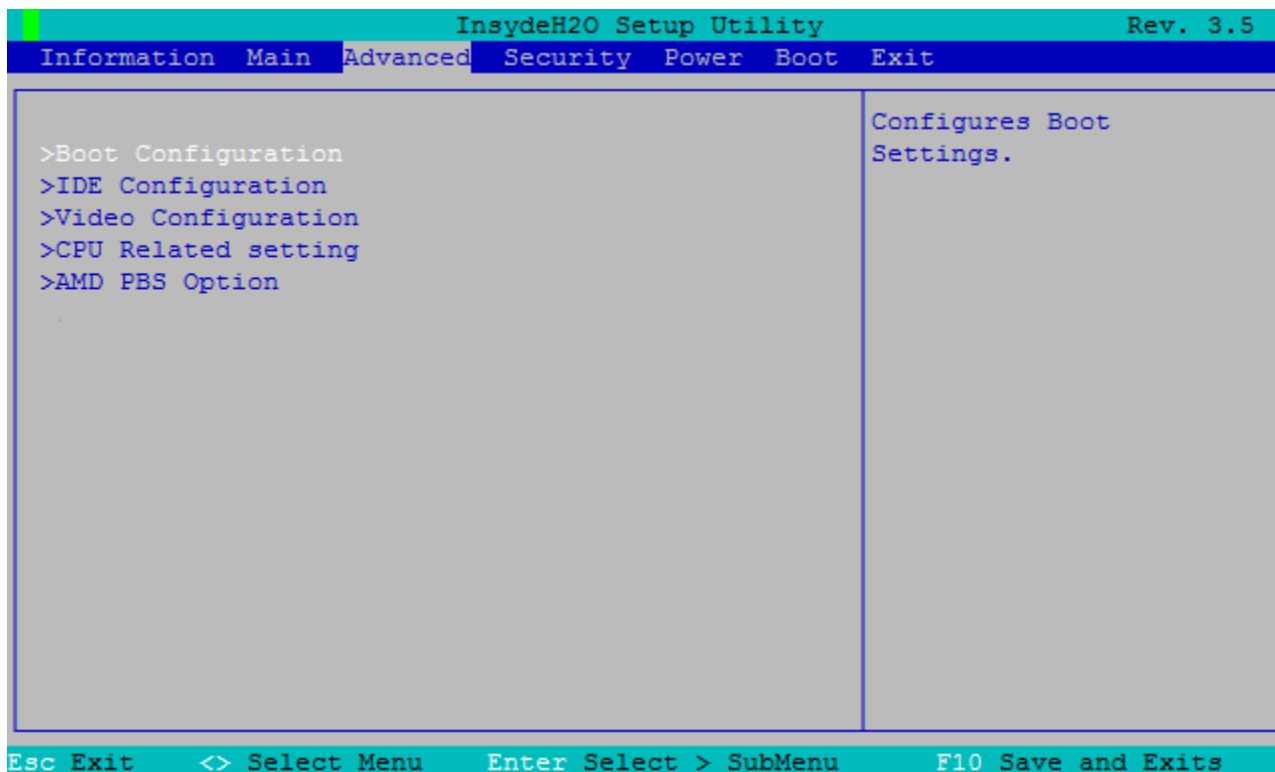 InsydeH2O Setup Utility Rev. 3.5
Information Main Advanced Security Power Boot Exit
>Boot Configuration
>IDE Configuration
>Video Configuration
>CPU Related setting
>AMD PBS Option
Configures Boot
Settings.
Esc Exit <> Select Menu Enter Select > SubMenu F10 Save and Exits